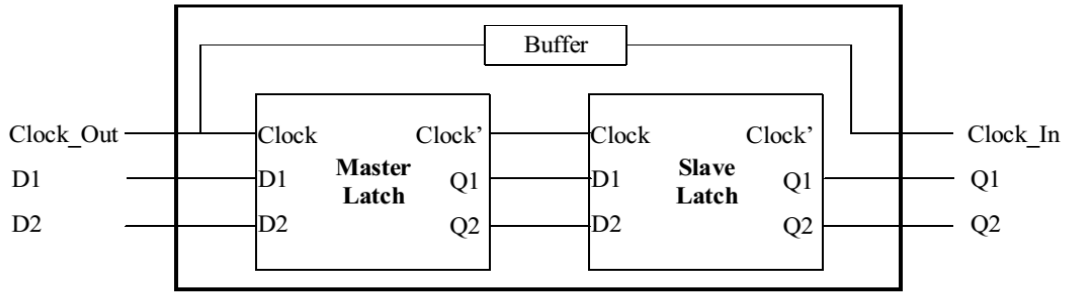 Buffer
Clock_Out
Clock
Clock'
Clock
Clock'
Clock_In
D1
D1
Master
Latch
Q1
D1
Slave
Latch
Q1
Q1
D2
D2
Q2
D2
Q2
Q2